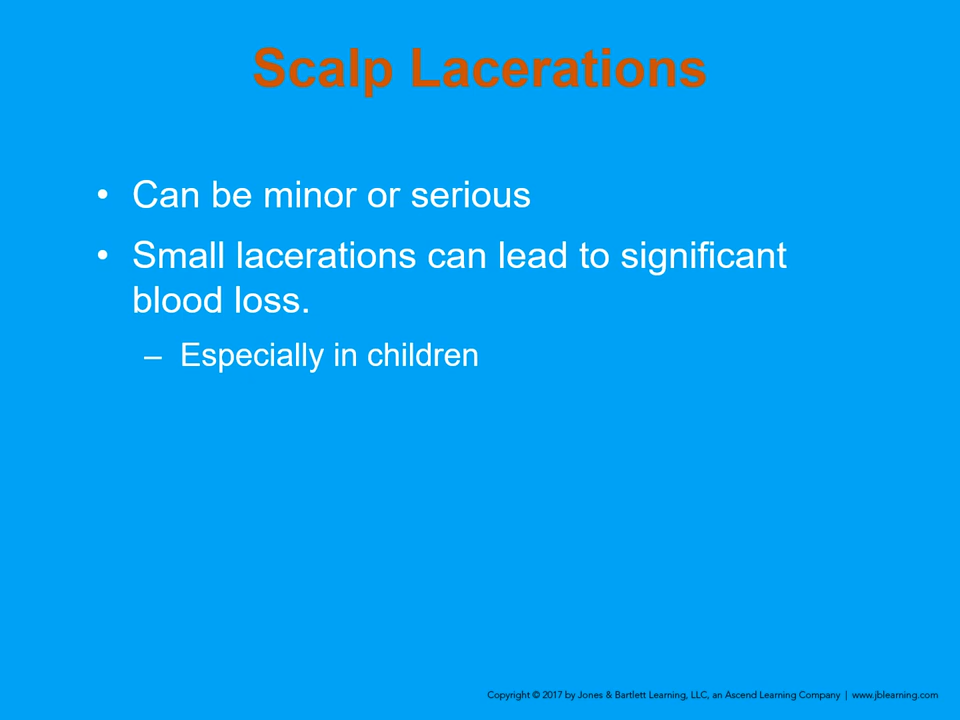 Scalp Lacerations
• Can be minor or serious
• Small lacerations can lead to significant
blood loss.
– Especially in children
Copyright © 2017 by Jones & Bartlett Learning, LLC, an Ascend Learning Company | www.jblearning.com